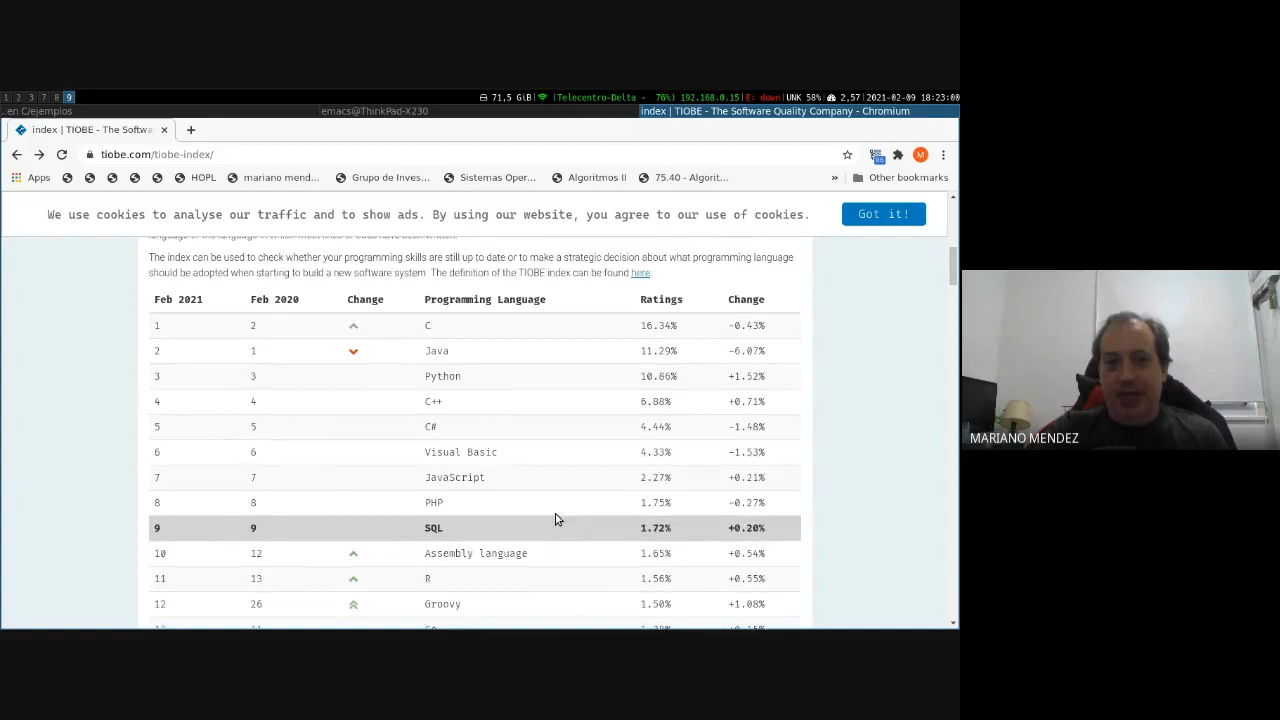 1 2 3 7 8 9
71,5 GiB (Telecentro-Delta - 76%) 192.168.0.15 E: down UNK 58% 2,57 2021-02-09 18:23:00
..en C/ejemplos
emacs@ThinkPad-X230
index | TIOBE - The Software Quality Company - Chromium
index | TIOBE - The Softwa
tiobe.com/tiobe-index/
M
Apps HOPL mariano mend... Grupo de Inves... Sistemas Oper... Algoritmos II 75.40 - Algorit... » Other bookmarks
We use cookies to analyse our traffic and to show ads. By using our website, you agree to our use of cookies. Got it!
The index can be used to check whether your programming skills are still up to date or to make a strategic decision about what programming language
should be adopted when starting to build a new software system. The definition of the TIOBE index can be found here.
Feb 2021 Feb 2020 Change Programming Language Ratings Change
1 2 C 16.34% -0.43%
2 1 Java 11.29% -6.07%
3 3 Python 10.86% +1.52%
4 4 C++ 6.88% +0.71%
5 5 C# 4.44% -1.48%
6 6 Visual Basic 4.33% -1.53%
7 7 JavaScript 2.27% +0.21%
8 8 PHP 1.75% -0.27%
9 9 SQL 1.72% +0.20%
10 12 Assembly language 1.65% +0.54%
11 13 R 1.56% +0.55%
12 26 Groovy 1.50% +1.08%
MARIANO MENDEZ